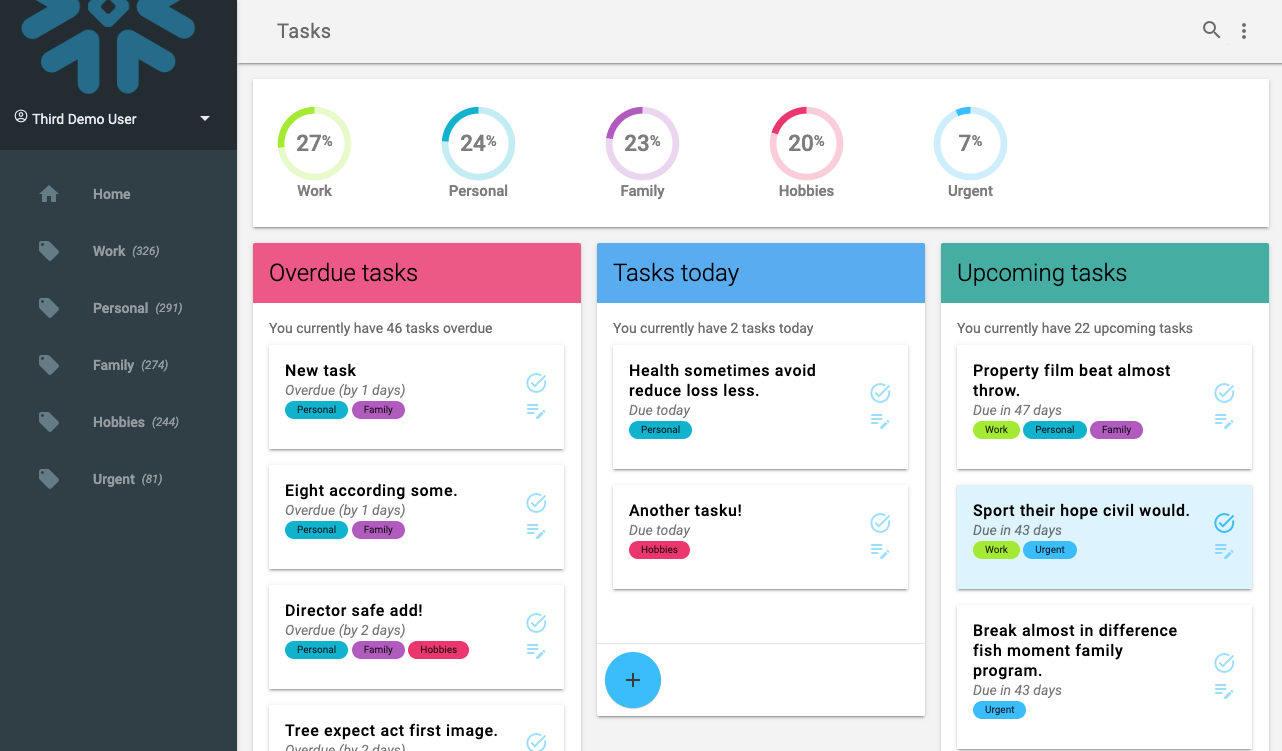 Tasks
Third Demo User
Home
Work (326)
Personal (291)
Family (274)
Hobbies (244)
Urgent (81)
27%
Work
24%
Personal
23%
Family
20%
Hobbies
7%
Urgent
Overdue tasks
You currently have 46 tasks overdue
New task
Overdue (by 1 days)
Personal Family
Eight according some.
Overdue (by 1 days)
Personal Family
Director safe add!
Overdue (by 2 days)
Personal Family Hobbies
Tree expect act first image.
Overdue (by 2 days)
Tasks today
You currently have 2 tasks today
Health sometimes avoid
reduce loss less.
Due today
Personal
Another tasku!
Due today
Hobbies
Upcoming tasks
You currently have 22 upcoming tasks
Property film beat almost
throw.
Due in 47 days
Work Personal Family
Sport their hope civil would.
Due in 43 days
Work Urgent
Break almost in difference
fish moment family
program.
Due in 43 days
Urgent